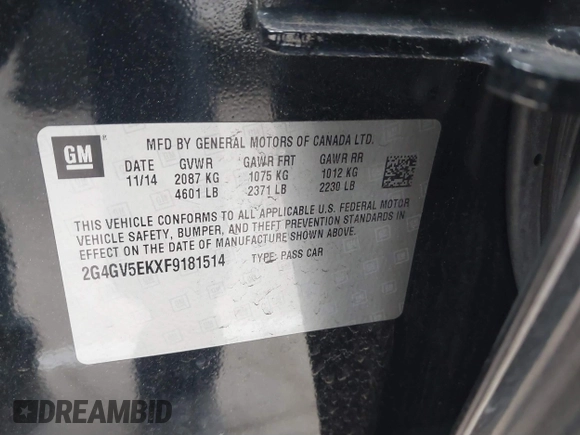 GM
MFD BY GENERAL MOTORS OF CANADA LTD.
DATE GVWR GAWR FRT GAWR RR
11/14 2087 KG 1075 KG 1012 KG
4601 LB 2371 LB 2230 LB
THIS VEHICLE CONFORMS TO ALL APPLICABLE U.S. FEDERAL MOTOR
VEHICLE SAFETY, BUMPER, AND THEFT PREVENTION STANDARDS IN
EFFECT ON THE DATE OF MANUFACTURE SHOWN ABOVE.
2G4GV5EKXF9181514 TYPE: PASS CAR
DREAMBID